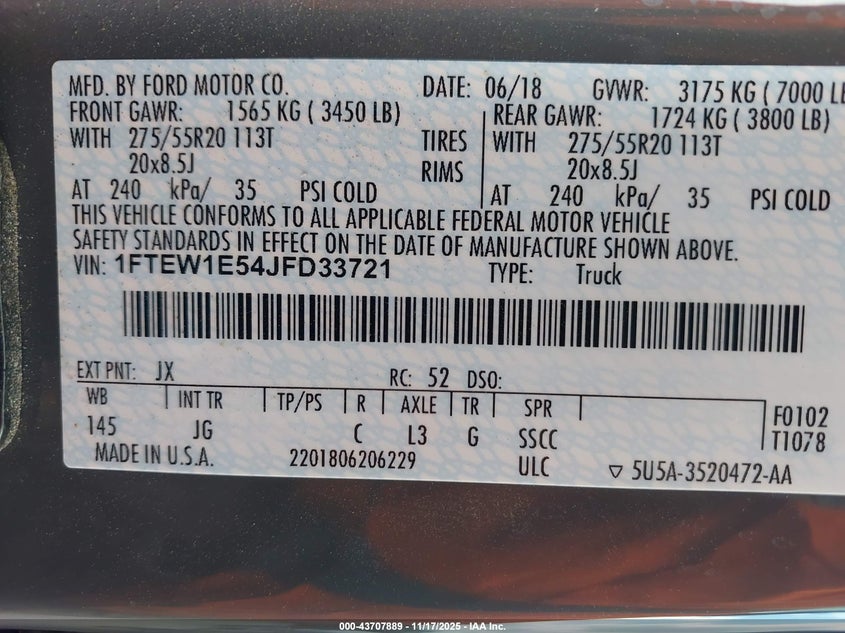 MFD. BY FORD MOTOR CO. DATE: 06/18 GVWR: 3175 KG ( 7000 LB
FRONT GAWR: 1565 KG ( 3450 LB) REAR GAWR: 1724 KG ( 3800 LB)
WITH 275/55R20 113T TIRES WITH 275/55R20 113T
20x8.5J RIMS 20x8.5J
AT 240 kPa/ 35 PSI COLD AT 240 kPa/ 35 PSI COLD
THIS VEHICLE CONFORMS TO ALL APPLICABLE FEDERAL MOTOR VEHICLE
SAFETY STANDARDS IN EFFECT ON THE DATE OF MANUFACTURE SHOWN ABOVE.
VIN: 1FTEW1E54JFD33721 TYPE: Truck
EXT PNT: JX RC: 52 DSO:
WB INT TR TP/PS R AXLE TR SPR F0102
145 JG C L3 G SSCC T1078
MADE IN U.S.A. 2201806206229 ULC ▽ 5U5A-3520472-AA
000-43707889 - 11/17/2025 - IAA Inc.